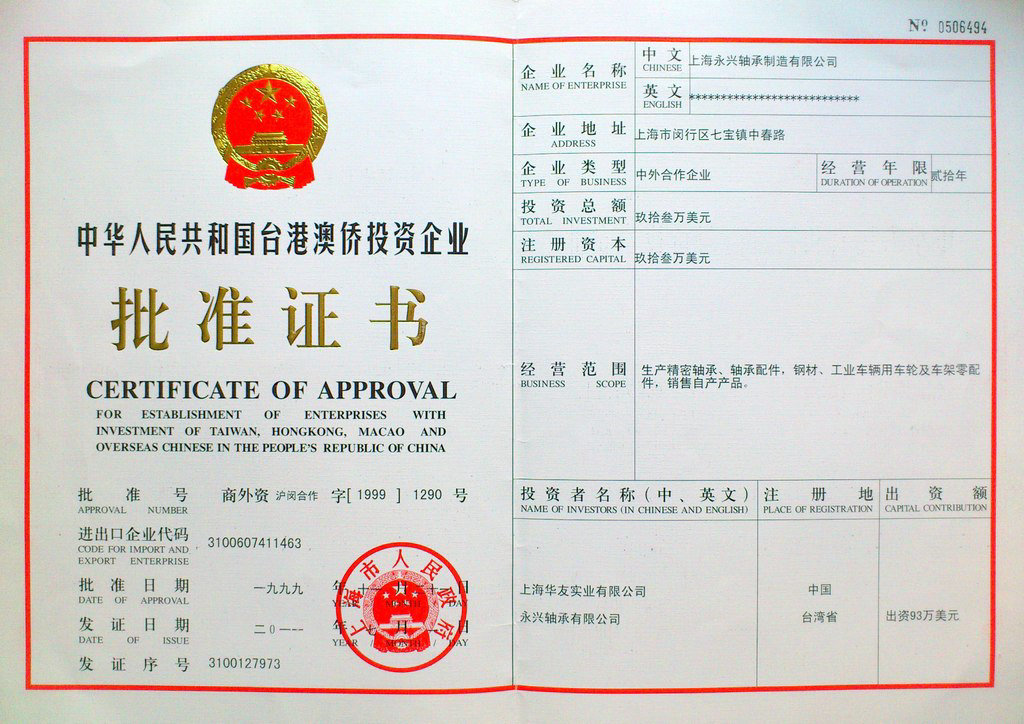 № 0506494
中华人民共和国台港澳侨投资企业
批准证书
CERTIFICATE OF APPROVAL
FOR ESTABLISHMENT OF ENTERPRISES WITH
INVESTMENT OF TAIWAN, HONGKONG, MACAO AND
OVERSEAS CHINESE IN THE PEOPLE'S REPUBLIC OF CHINA
批准号 商外资 沪闵合作 字[ 1999 ] 1290 号
APPROVAL NUMBER
进出口企业代码 3100607411463
CODE FOR IMPORT AND
EXPORT ENTERPRISE
批准日期 一九九九 年 月 日
DATE OF APPROVAL YEAR MONTH DAY
发证日期 二0一一 年 七 月 日
DATE OF ISSUE YEAR / MONTH / DAY
发证序号 3100127973
上海市人民政府
企业名称 中文 上海永兴轴承制造有限公司
NAME OF ENTERPRISE CHINESE
英文 ***************************
ENGLISH
企业地址 上海市闵行区七宝镇中春路
ADDRESS
企业类型 中外合作企业 经营年限 贰拾年
TYPE OF BUSINESS DURATION OF OPERATION
投资总额 玖拾叁万美元
TOTAL INVESTMENT
注册资本 玖拾叁万美元
REGISTERED CAPITAL
经营范围 生产精密轴承、轴承配件，钢材、工业车辆用车轮及车架零配
BUSINESS SCOPE 件，销售自产产品。
投资者名称(中、英文) 注册地 出资额
NAME OF INVESTORS (IN CHINESE AND ENGLISH) PLACE OF REGISTRATION CAPITAL CONTRIBUTION
上海华友实业有限公司 中国
永兴轴承有限公司 台湾省 出资93万美元